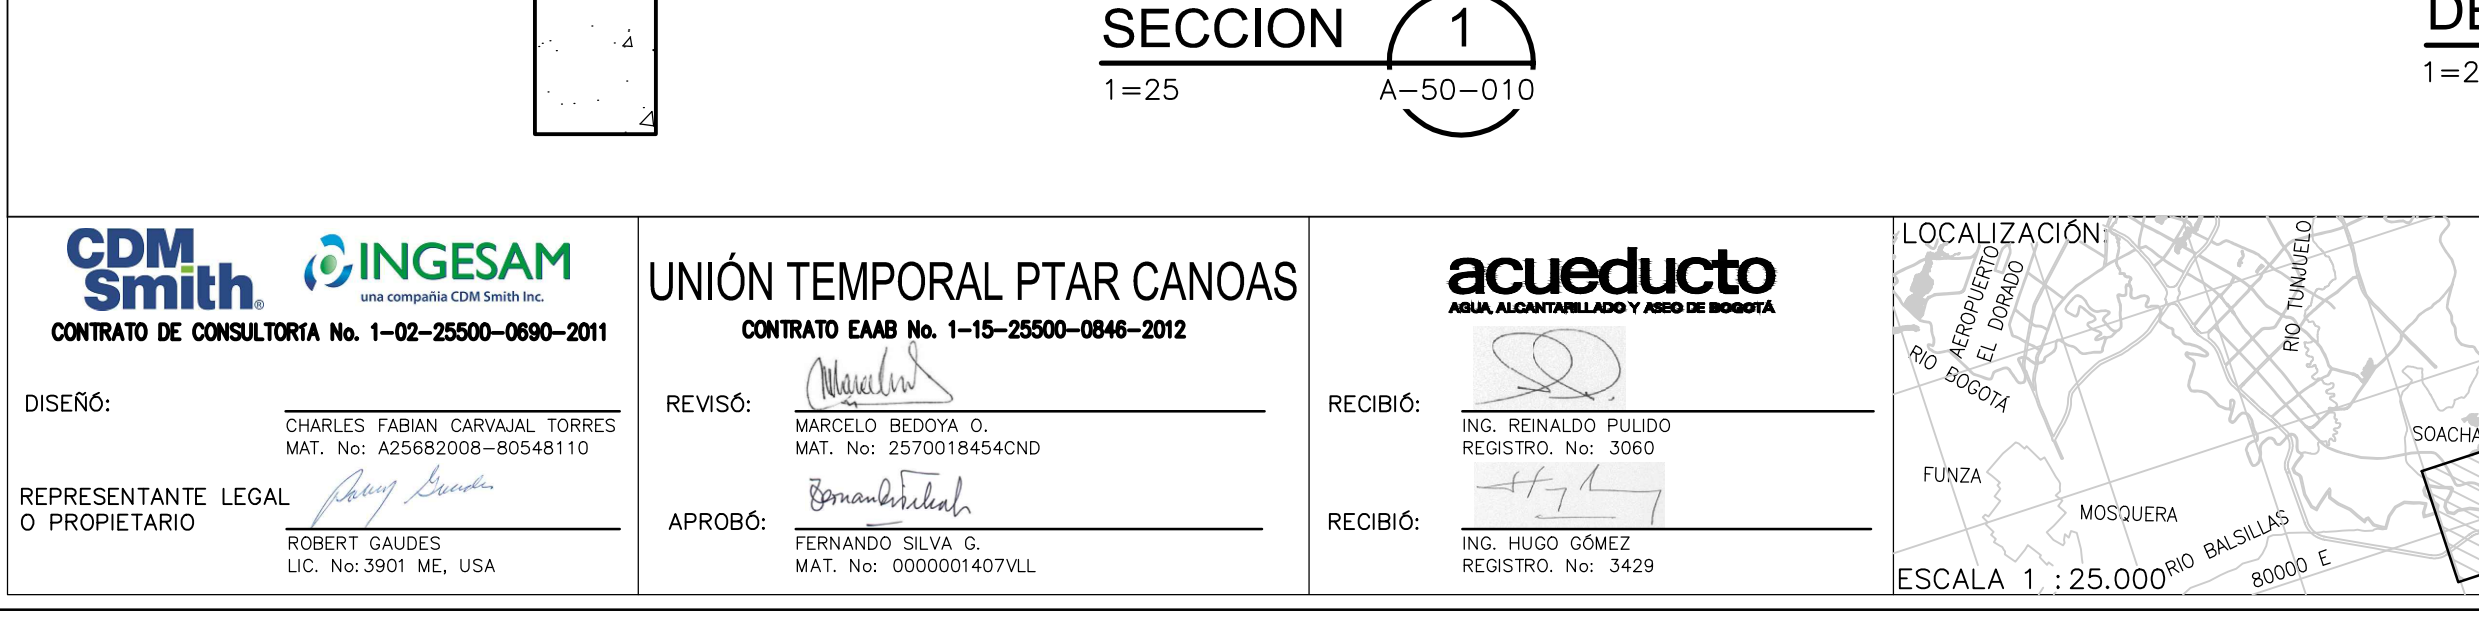 SECCION 1
1=25
A-50-010
1=2
CDM
Smith®
INGESAM
una compañia CDM Smith Inc.
CONTRATO DE CONSULTORíA No. 1-02-25500-0690-2011
DISEÑÓ:
CHARLES FABIAN CARVAJAL TORRES
MAT. No: A25682008-80548110
REPRESENTANTE LEGAL
O PROPIETARIO
ROBERT GAUDES
LIC. No: 3901 ME, USA
UNIÓN TEMPORAL PTAR CANOAS
CONTRATO EAAB No. 1-15-25500-0846-2012
REVISÓ:
MARCELO BEDOYA O.
MAT. No: 2570018454CND
APROBÓ:
FERNANDO SILVA G.
MAT. No: 0000001407VLL
acueducto
AGUA, ALCANTARILLADO Y ASEO DE BOGOTÁ
RECIBIÓ:
ING. REINALDO PULIDO
REGISTRO. No: 3060
RECIBIÓ:
ING. HUGO GÓMEZ
REGISTRO. No: 3429
LOCALIZACIÓN:
AEROPUERTO
EL DORADO
RIO TUNJUELO
RIO BOGOTÁ
SOACHA
FUNZA
MOSQUERA
RIO BALSILLAS
80000 E
ESCALA 1 : 25.000